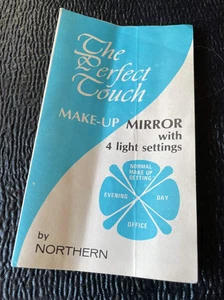 The
Perfect
Touch
MAKE-UP MIRROR
with
4 light settings
NORMAL
MAKE UP
SETTING
EVENING
DAY
OFFICE
by
NORTHERN